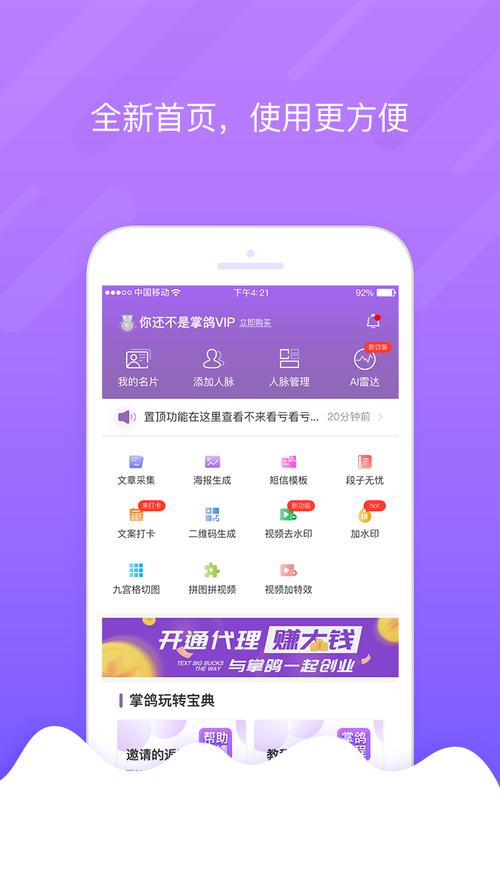 全新首页，使用更方便
中国移动 下午4:21 92%
你还不是掌鸽VIP 立即购买
新访客
我的名片 添加人脉 人脉管理 AI雷达
置顶功能在这里查看不来看亏看亏... 20分钟前
文章采集 海报生成 短信模板 段子无忧
未打卡 新功能 hot
文案打卡 二维码生成 视频去水印 加水印
九宫格切图 拼图拼视频 视频加特效
开通代理 赚大钱
TEXT BIG BUCKS
THE WAY
与掌鸽一起创业
掌鸽玩转宝典
帮助 掌鸽
邀请的返